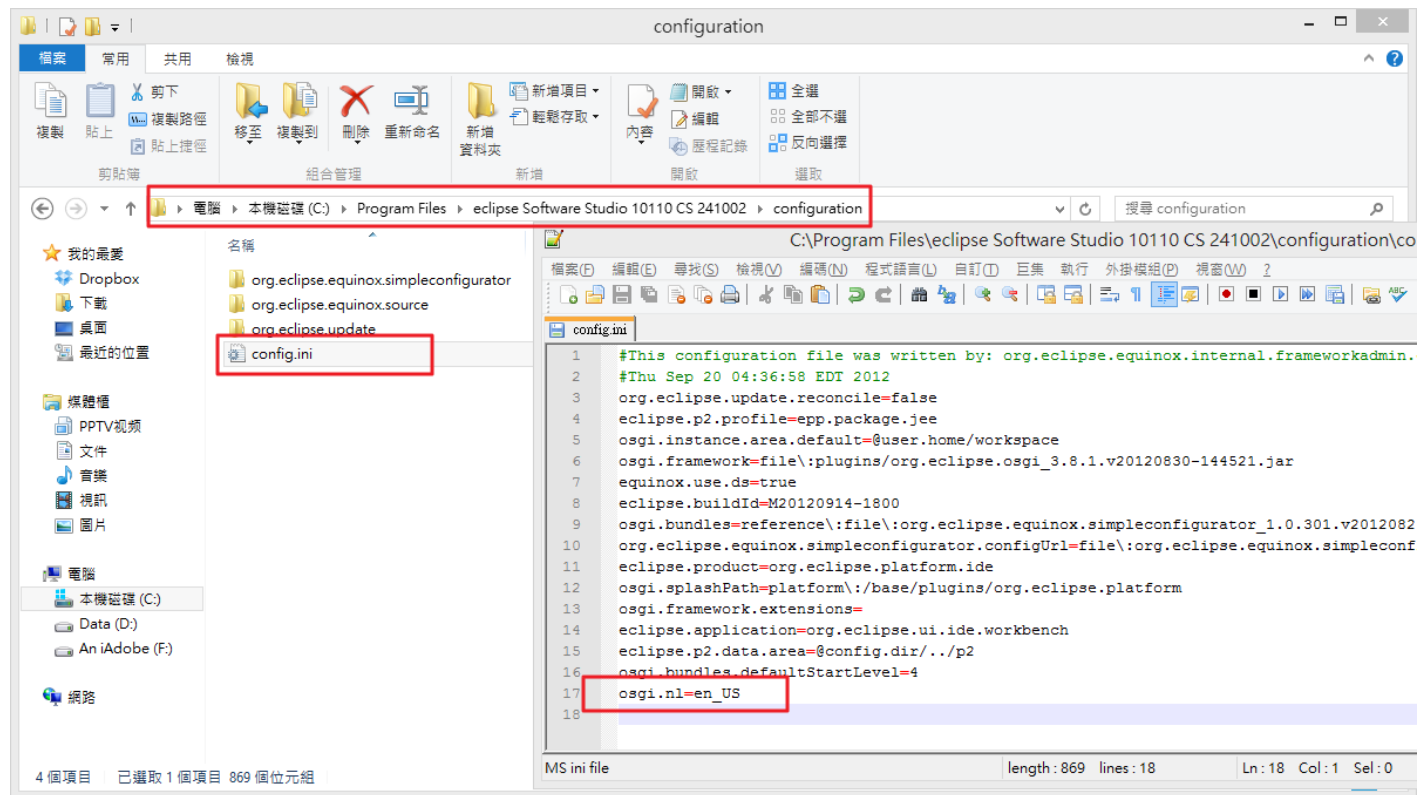 configuration
檔案 常用 共用 檢視
複製
貼上
剪下
複製路徑
貼上捷徑
剪貼簿
移至
複製到
刪除
重新命名
組合管理
新增
資料夾
新增項目
輕鬆存取
新增
內容
開啟
編輯
歷程記錄
開啟
全選
全部不選
反向選擇
選取
電腦 本機磁碟 (C:) Program Files eclipse Software Studio 10110 CS 241002 configuration
搜尋 configuration
我的最愛
Dropbox
下載
桌面
最近的位置
媒體櫃
PPTV视频
文件
音樂
視訊
圖片
電腦
本機磁碟 (C:)
Data (D:)
An iAdobe (F:)
網路
名稱
org.eclipse.equinox.simpleconfigurator
org.eclipse.equinox.source
org.eclipse.update
config.ini
4 個項目 已選取 1 個項目 869 個位元組
C:\Program Files\eclipse Software Studio 10110 CS 241002\configuration\co
檔案(F) 編輯(E) 尋找(S) 檢視(V) 編碼(N) 程式語言(L) 自訂(T) 巨集 執行 外掛模組(P) 視窗(W) ?
ABC
config.ini
1 #This configuration file was written by: org.eclipse.equinox.internal.frameworkadmin.
2 #Thu Sep 20 04:36:58 EDT 2012
3 org.eclipse.update.reconcile=false
4 eclipse.p2.profile=epp.package.jee
5 osgi.instance.area.default=@user.home/workspace
6 osgi.framework=file\:plugins/org.eclipse.osgi_3.8.1.v20120830-144521.jar
7 equinox.use.ds=true
8 eclipse.buildId=M20120914-1800
9 osgi.bundles=reference\:file\:org.eclipse.equinox.simpleconfigurator_1.0.301.v2012082
10 org.eclipse.equinox.simpleconfigurator.configUrl=file\:org.eclipse.equinox.simpleconf
11 eclipse.product=org.eclipse.platform.ide
12 osgi.splashPath=platform\:/base/plugins/org.eclipse.platform
13 osgi.framework.extensions=
14 eclipse.application=org.eclipse.ui.ide.workbench
15 eclipse.p2.data.area=@config.dir/../p2
16 osgi.bundles.defaultStartLevel=4
17 osgi.nl=en_US
18
MS ini file length : 869 lines : 18 Ln : 18 Col : 1 Sel : 0